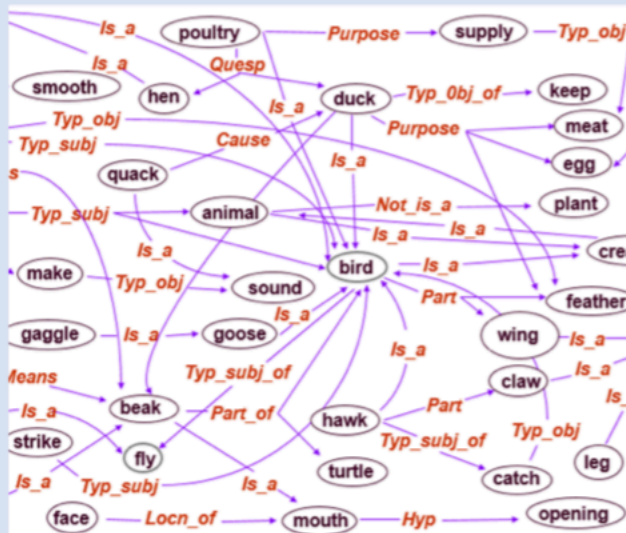 Is_a
poultry
Purpose
supply
Typ_obj
Is_a
Quesp
smooth
hen
Is_a
duck
Typ_0bj_of
keep
Typ_obj
Cause
Purpose
meat
Typ_subj
Is_a
egg
s
quack
Not_is_a
plant
Typ_subj
animal
Is_a
Is_a
Is_a
crea
bird
Is_a
make
Typ_obj
sound
Part
feather
Is_a
gaggle
Is_a
goose
wing
Is_a
Is_a
Means
Typ_subj_of
claw
Is_a
Is_a
beak
Part_of
hawk
Part
Is_
strike
Typ_subj_of
Typ_obj
fly
turtle
leg
Is_a
Typ_subj
Is_a
catch
face
Locn_of
mouth
Hyp
opening